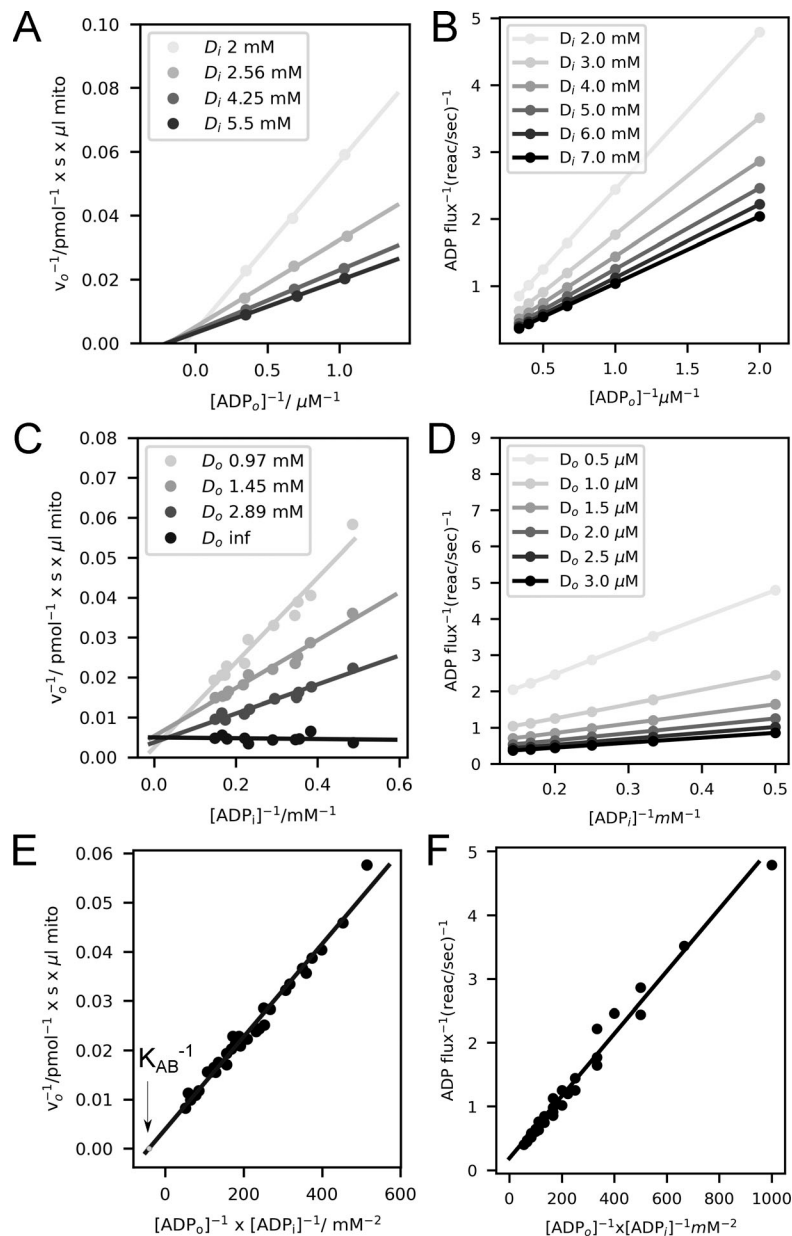 A
0.10
0.08
0.06
0.04
0.02
0.00
v₀⁻¹/pmol⁻¹ x s x µl mito
Dᵢ 2 mM
Dᵢ 2.56 mM
Dᵢ 4.25 mM
Dᵢ 5.5 mM
0.0 0.5 1.0
[ADPₒ]⁻¹/ µM⁻¹
B
5
4
3
2
1
ADP flux⁻¹(reac/sec)⁻¹
Dᵢ 2.0 mM
Dᵢ 3.0 mM
Dᵢ 4.0 mM
Dᵢ 5.0 mM
Dᵢ 6.0 mM
Dᵢ 7.0 mM
0.5 1.0 1.5 2.0
[ADPₒ]⁻¹µM⁻¹
C
0.08
0.07
0.06
0.05
0.04
0.03
0.02
0.01
0.00
vₒ⁻¹/ pmol⁻¹ x s x µl mito
Dₒ 0.97 mM
Dₒ 1.45 mM
Dₒ 2.89 mM
Dₒ inf
0.0 0.2 0.4 0.6
[ADPᵢ]⁻¹/mM⁻¹
D
9
8
7
6
5
4
3
2
1
0
ADP flux⁻¹(reac/sec)⁻¹
Dₒ 0.5 µM
Dₒ 1.0 µM
Dₒ 1.5 µM
Dₒ 2.0 µM
Dₒ 2.5 µM
Dₒ 3.0 µM
0.2 0.3 0.4 0.5
[ADPᵢ]⁻¹mM⁻¹
E
0.06
0.05
0.04
0.03
0.02
0.01
0.00
vₒ⁻¹/pmol⁻¹ x s x µl mito
K_AB⁻¹
0 200 400 600
[ADPₒ]⁻¹ x [ADPᵢ]⁻¹/ mM⁻²
F
5
4
3
2
1
0
ADP flux⁻¹(reac/sec)⁻¹
0 200 400 600 800 1000
[ADPₒ]⁻¹x[ADPᵢ]⁻¹mM⁻²